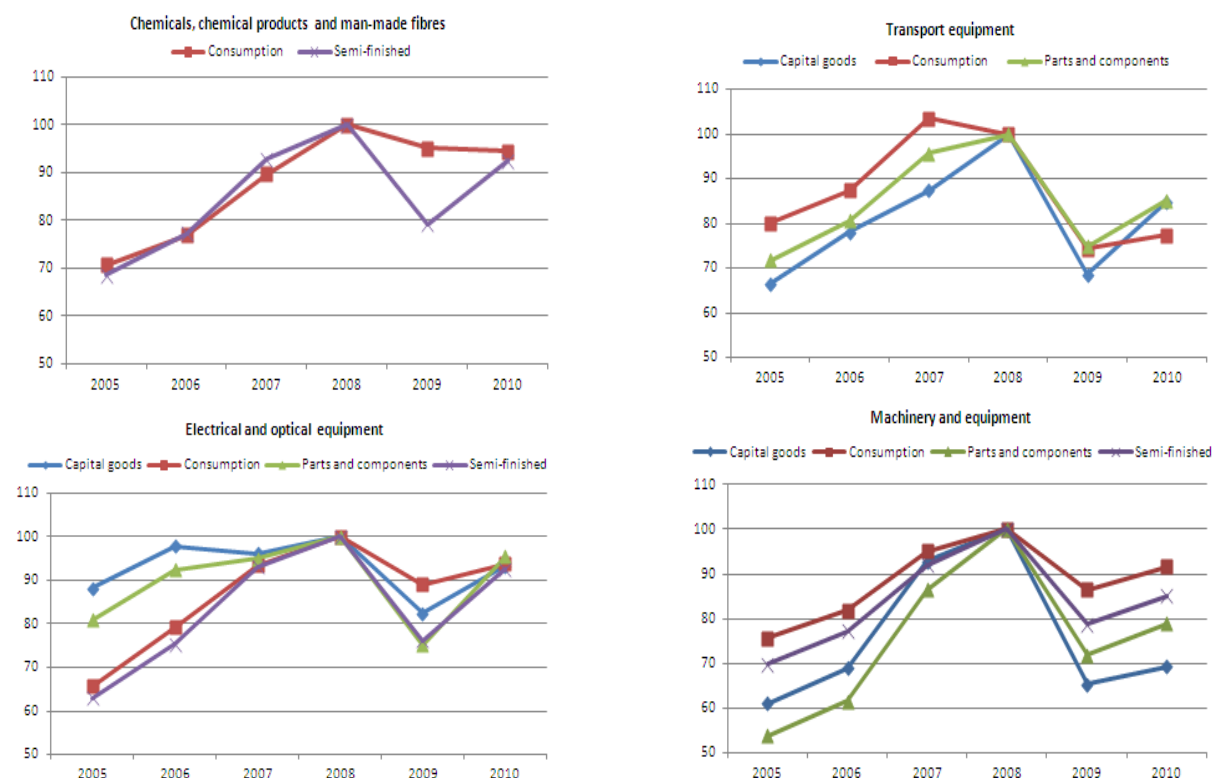 Chemicals, chemical products and man-made fibres
Consumption Semi-finished
110
100
90
80
70
60
50
2005 2006 2007 2008 2009 2010
Transport equipment
Capital goods Consumption Parts and components
110
100
90
80
70
60
50
2005 2006 2007 2008 2009 2010
Electrical and optical equipment
Capital goods Consumption Parts and components Semi-finished
110
100
90
80
70
60
50
2005 2006 2007 2008 2009 2010
Machinery and equipment
Capital goods Consumption Parts and components Semi-finished
110
100
90
80
70
60
50
2005 2006 2007 2008 2009 2010